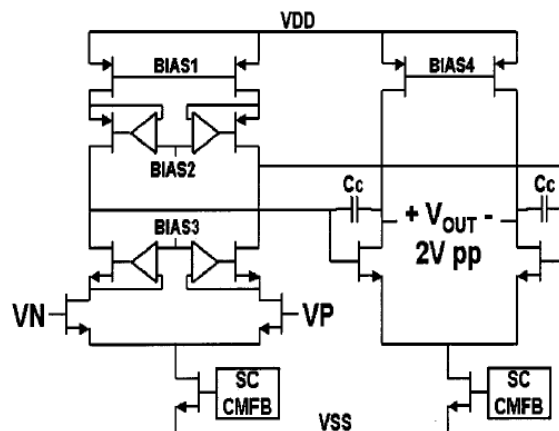 VDD
BIAS1
BIAS4
BIAS2
Cc
Cc
+ VOUT -
2V pp
BIAS3
VN
VP
SC
CMFB
SC
CMFB
VSS